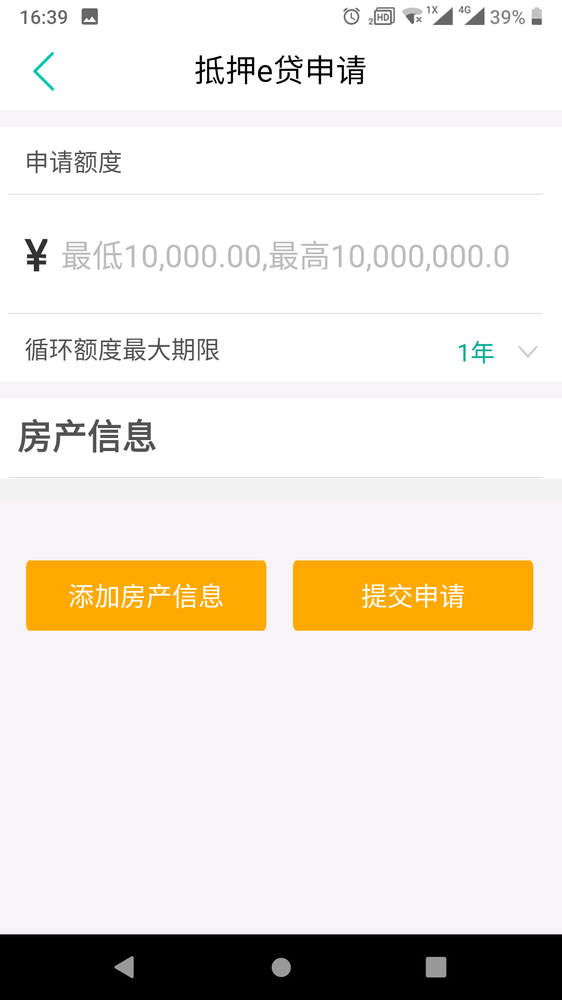 16:39 2 HD 1X 4G 39%
抵押e贷申请
申请额度
¥ 最低10,000.00,最高10,000,000.0
循环额度最大期限 1年
房产信息
添加房产信息 提交申请